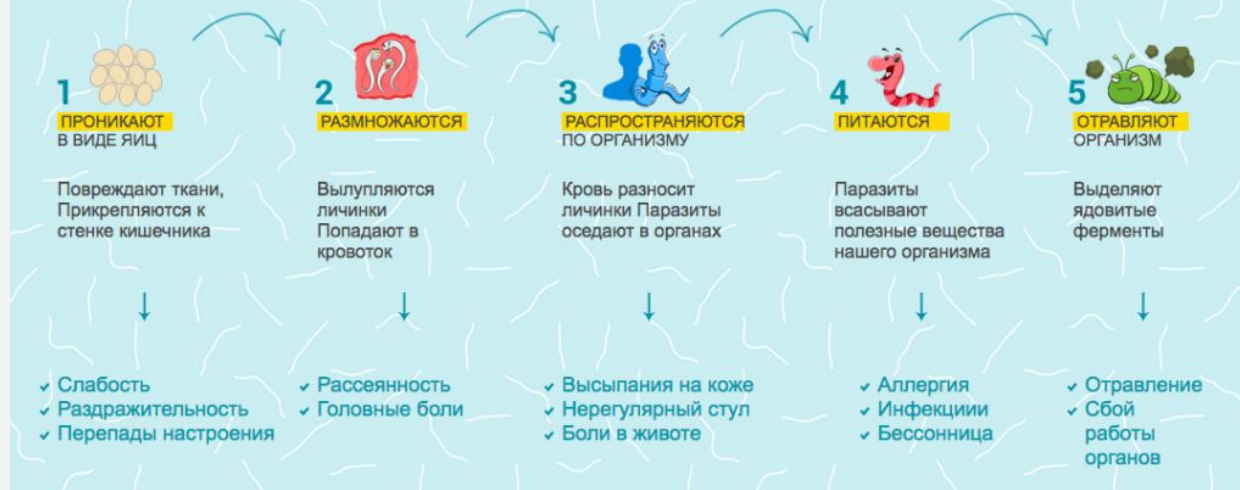 1
ПРОНИКАЮТ
В ВИДЕ ЯИЦ
Повреждают ткани,
Прикрепляются к
стенке кишечника
✓ Слабость
✓ Раздражительность
✓ Перепады настроения
2
РАЗМНОЖАЮТСЯ
Вылупляются
личинки
Попадают в
кровоток
✓ Рассеянность
✓ Головные боли
3
РАСПРОСТРАНЯЮТСЯ
ПО ОРГАНИЗМУ
Кровь разносит
личинки Паразиты
оседают в органах
✓ Высыпания на коже
✓ Нерегулярный стул
✓ Боли в животе
4
ПИТАЮТСЯ
Паразиты
всасывают
полезные вещества
нашего организма
✓ Аллергия
✓ Инфекциии
✓ Бессонница
5
ОТРАВЛЯЮТ
ОРГАНИЗМ
Выделяют
ядовитые
ферменты
✓ Отравление
✓ Сбой
работы
органов